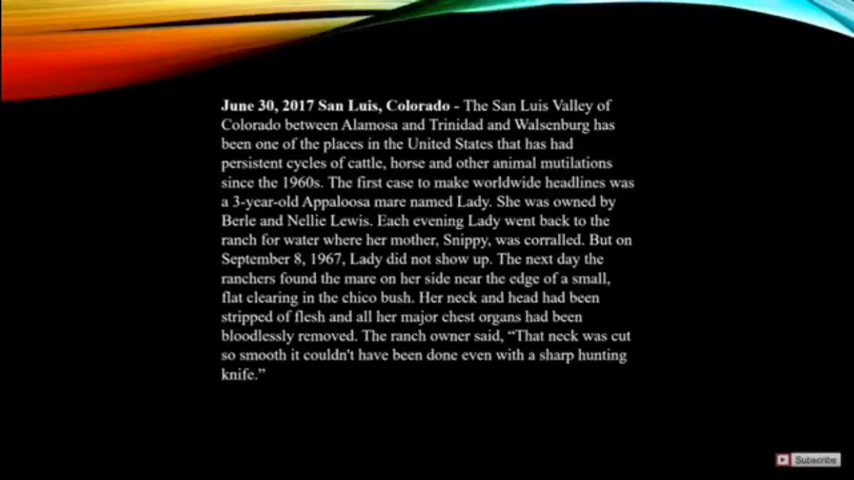 June 30, 2017 San Luis, Colorado - The San Luis Valley of
Colorado between Alamosa and Trinidad and Walsenburg has
been one of the places in the United States that has had
persistent cycles of cattle, horse and other animal mutilations
since the 1960s. The first case to make worldwide headlines was
a 3-year-old Appaloosa mare named Lady. She was owned by
Berle and Nellie Lewis. Each evening Lady went back to the
ranch for water where her mother, Snippy, was corralled. But on
September 8, 1967, Lady did not show up. The next day the
ranchers found the mare on her side near the edge of a small,
flat clearing in the chico bush. Her neck and head had been
stripped of flesh and all her major chest organs had been
bloodlessly removed. The ranch owner said, “That neck was cut
so smooth it couldn't have been done even with a sharp hunting
knife.”
Subscribe